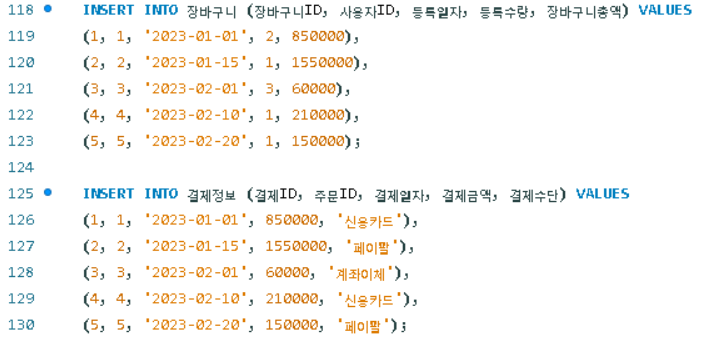 118 INSERT INTO 장바구니 (장바구니ID, 사용자ID, 등록일자, 등록수량, 장바구니총액) VALUES
119 (1, 1, '2023-01-01', 2, 850000),
120 (2, 2, '2023-01-15', 1, 1550000),
121 (3, 3, '2023-02-01', 3, 60000),
122 (4, 4, '2023-02-10', 1, 210000),
123 (5, 5, '2023-02-20', 1, 150000);
124
125 INSERT INTO 결제정보 (결제ID, 주문ID, 결제일자, 결제금액, 결제수단) VALUES
126 (1, 1, '2023-01-01', 850000, '신용카드'),
127 (2, 2, '2023-01-15', 1550000, '페이팔'),
128 (3, 3, '2023-02-01', 60000, '계좌이체'),
129 (4, 4, '2023-02-10', 210000, '신용카드'),
130 (5, 5, '2023-02-20', 150000, '페이팔');